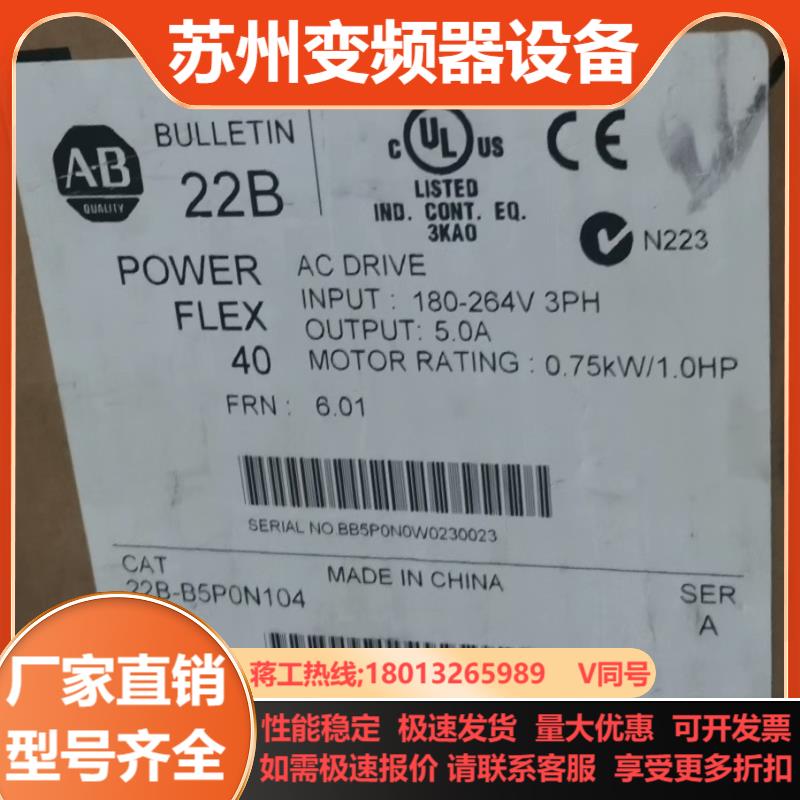 苏州变频器设备
AB
QUALITY
BULLETIN
22B
C UL US
LISTED
IND. CONT. EQ.
3KA0
CE
N223
POWER
FLEX
40
AC DRIVE
INPUT : 180-264V 3PH
OUTPUT: 5.0A
MOTOR RATING : 0.75kW/1.0HP
FRN : 6.01
SERIAL NO.BB5P0N0W0230023
CAT
22B-B5P0N104
MADE IN CHINA
SER
A
厂家直销
型号齐全
蒋工热线;18013265989 V同号
性能稳定 极速发货 量大优惠 可开发票
如需极速报价 请联系客服 享受更多折扣